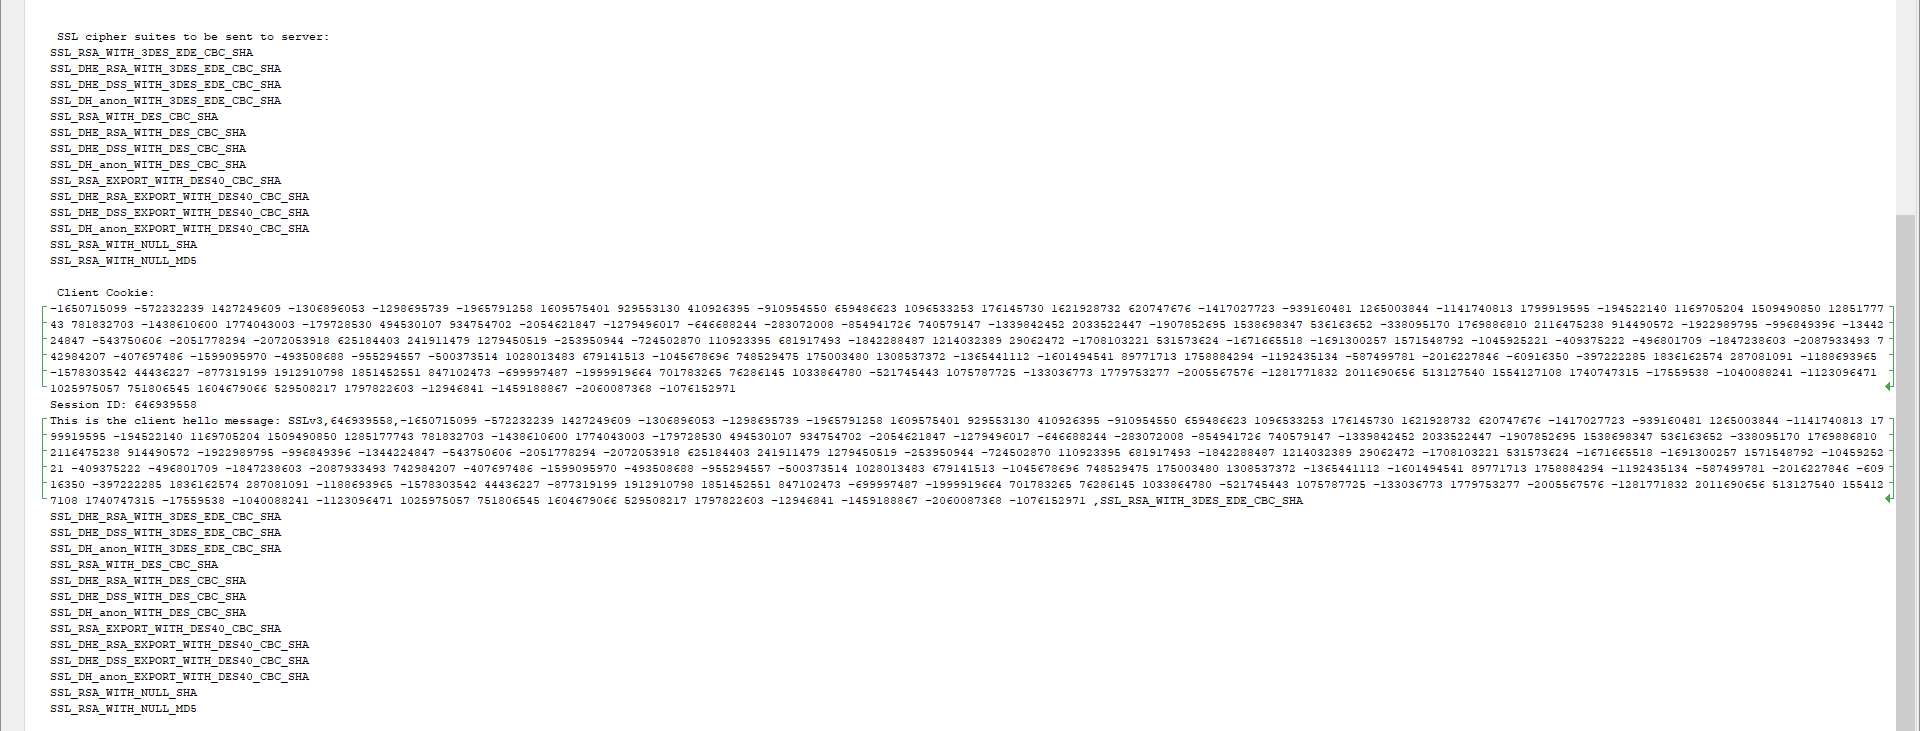 SSL cipher suites to be sent to server:
SSL_RSA_WITH_3DES_EDE_CBC_SHA
SSL_DHE_RSA_WITH_3DES_EDE_CBC_SHA
SSL_DHE_DSS_WITH_3DES_EDE_CBC_SHA
SSL_DH_anon_WITH_3DES_EDE_CBC_SHA
SSL_RSA_WITH_DES_CBC_SHA
SSL_DHE_RSA_WITH_DES_CBC_SHA
SSL_DHE_DSS_WITH_DES_CBC_SHA
SSL_DH_anon_WITH_DES_CBC_SHA
SSL_RSA_EXPORT_WITH_DES40_CBC_SHA
SSL_DHE_RSA_EXPORT_WITH_DES40_CBC_SHA
SSL_DHE_DSS_EXPORT_WITH_DES40_CBC_SHA
SSL_DH_anon_EXPORT_WITH_DES40_CBC_SHA
SSL_RSA_WITH_NULL_SHA
SSL_RSA_WITH_NULL_MD5
Client Cookie:
-1650715099 -572232239 1427249609 -1306896053 -1298695739 -1965791258 1609575401 929553130 410926395 -910954550 659486623 1096533253 176145730 1621928732 620747676 -1417027723 -939160481 1265003844 -1141740813 1799919595 -194522140 1169705204 1509490850 12851777
43 781832703 -1438610600 1774043003 -179728530 494530107 934754702 -2054621847 -1279496017 -646688244 -283072008 -854941726 740579147 -1339842452 2033522447 -1907852695 1538698347 536163652 -338095170 1769886810 2116475238 914490572 -1922989795 -996849396 -13442
24847 -543750606 -2051778294 -2072053918 625184403 241911479 1279450519 -253950944 -724502870 110923395 681917493 -1842288487 1214032389 29062472 -1708103221 531573624 -1671665518 -1691300257 1571548792 -1045925221 -409375222 -496801709 -1847238603 -2087933493 7
42984207 -407697486 -1599095970 -493508688 -955294557 -500373514 1028013483 679141513 -1045678696 748529475 175003480 1308537372 -1365441112 -1601494541 89771713 1758884294 -1192435134 -587499781 -2016227846 -60916350 -397222285 1836162574 287081091 -1188693965
-1578303542 44436227 -877319199 1912910798 1851452551 847102473 -699997487 -1999919664 701783265 76286145 1033864780 -521745443 1075787725 -133036773 1779753277 -2005567576 -1281771832 2011690656 513127540 1554127108 1740747315 -17559538 -1040088241 -1123096471
1025975057 751806545 1604679066 529508217 1797822603 -12946841 -1459188867 -2060087368 -1076152971
Session ID: 646939558
This is the client hello message: SSLv3,646939558,-1650715099 -572232239 1427249609 -1306896053 -1298695739 -1965791258 1609575401 929553130 410926395 -910954550 659486623 1096533253 176145730 1621928732 620747676 -1417027723 -939160481 1265003844 -1141740813 17
99919595 -194522140 1169705204 1509490850 1285177743 781832703 -1438610600 1774043003 -179728530 494530107 934754702 -2054621847 -1279496017 -646688244 -283072008 -854941726 740579147 -1339842452 2033522447 -1907852695 1538698347 536163652 -338095170 1769886810
2116475238 914490572 -1922989795 -996849396 -1344224847 -543750606 -2051778294 -2072053918 625184403 241911479 1279450519 -253950944 -724502870 110923395 681917493 -1842288487 1214032389 29062472 -1708103221 531573624 -1671665518 -1691300257 1571548792 -10459252
21 -409375222 -496801709 -1847238603 -2087933493 742984207 -407697486 -1599095970 -493508688 -955294557 -500373514 1028013483 679141513 -1045678696 748529475 175003480 1308537372 -1365441112 -1601494541 89771713 1758884294 -1192435134 -587499781 -2016227846 -609
16350 -397222285 1836162574 287081091 -1188693965 -1578303542 44436227 -877319199 1912910798 1851452551 847102473 -699997487 -1999919664 701783265 76286145 1033864780 -521745443 1075787725 -133036773 1779753277 -2005567576 -1281771832 2011690656 513127540 155412
7108 1740747315 -17559538 -1040088241 -1123096471 1025975057 751806545 1604679066 529508217 1797822603 -12946841 -1459188867 -2060087368 -1076152971 ,SSL_RSA_WITH_3DES_EDE_CBC_SHA
SSL_DHE_RSA_WITH_3DES_EDE_CBC_SHA
SSL_DHE_DSS_WITH_3DES_EDE_CBC_SHA
SSL_DH_anon_WITH_3DES_EDE_CBC_SHA
SSL_RSA_WITH_DES_CBC_SHA
SSL_DHE_RSA_WITH_DES_CBC_SHA
SSL_DHE_DSS_WITH_DES_CBC_SHA
SSL_DH_anon_WITH_DES_CBC_SHA
SSL_RSA_EXPORT_WITH_DES40_CBC_SHA
SSL_DHE_RSA_EXPORT_WITH_DES40_CBC_SHA
SSL_DHE_DSS_EXPORT_WITH_DES40_CBC_SHA
SSL_DH_anon_EXPORT_WITH_DES40_CBC_SHA
SSL_RSA_WITH_NULL_SHA
SSL_RSA_WITH_NULL_MD5